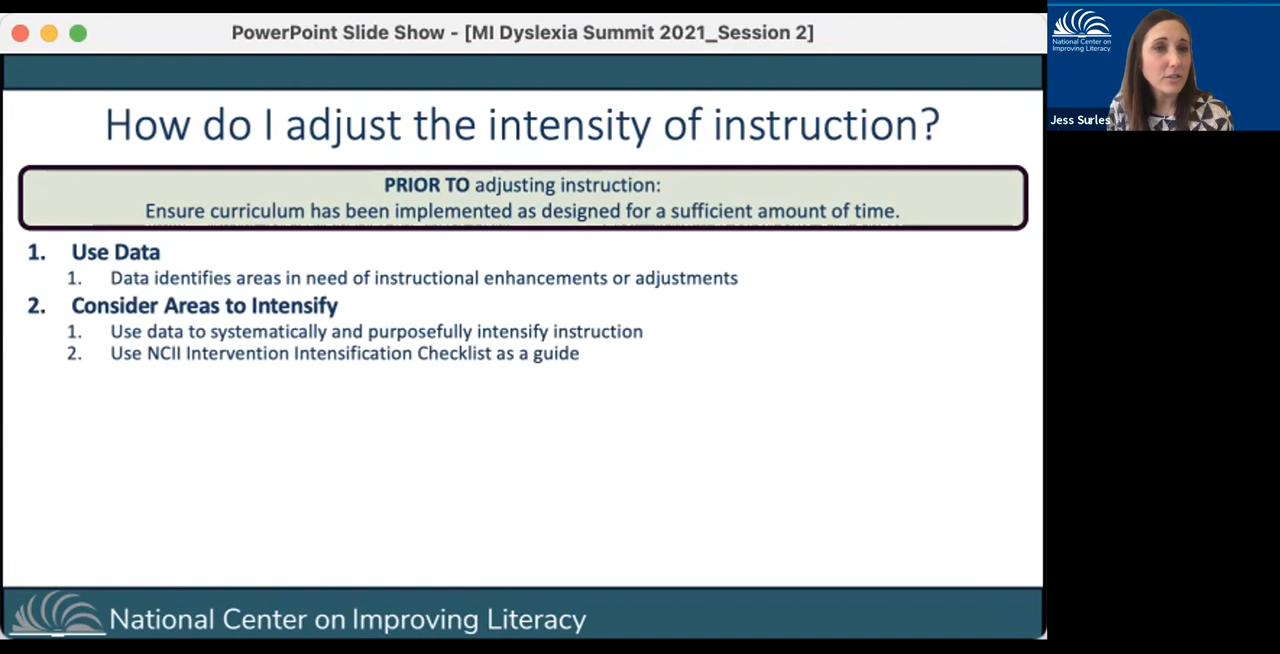 PowerPoint Slide Show - [MI Dyslexia Summit 2021_Session 2]
National Center on
Improving Literacy
Jess Surles
How do I adjust the intensity of instruction?
PRIOR TO adjusting instruction:
Ensure curriculum has been implemented as designed for a sufficient amount of time.
1. Use Data
1. Data identifies areas in need of instructional enhancements or adjustments
2. Consider Areas to Intensify
1. Use data to systematically and purposefully intensify instruction
2. Use NCII Intervention Intensification Checklist as a guide
National Center on Improving Literacy